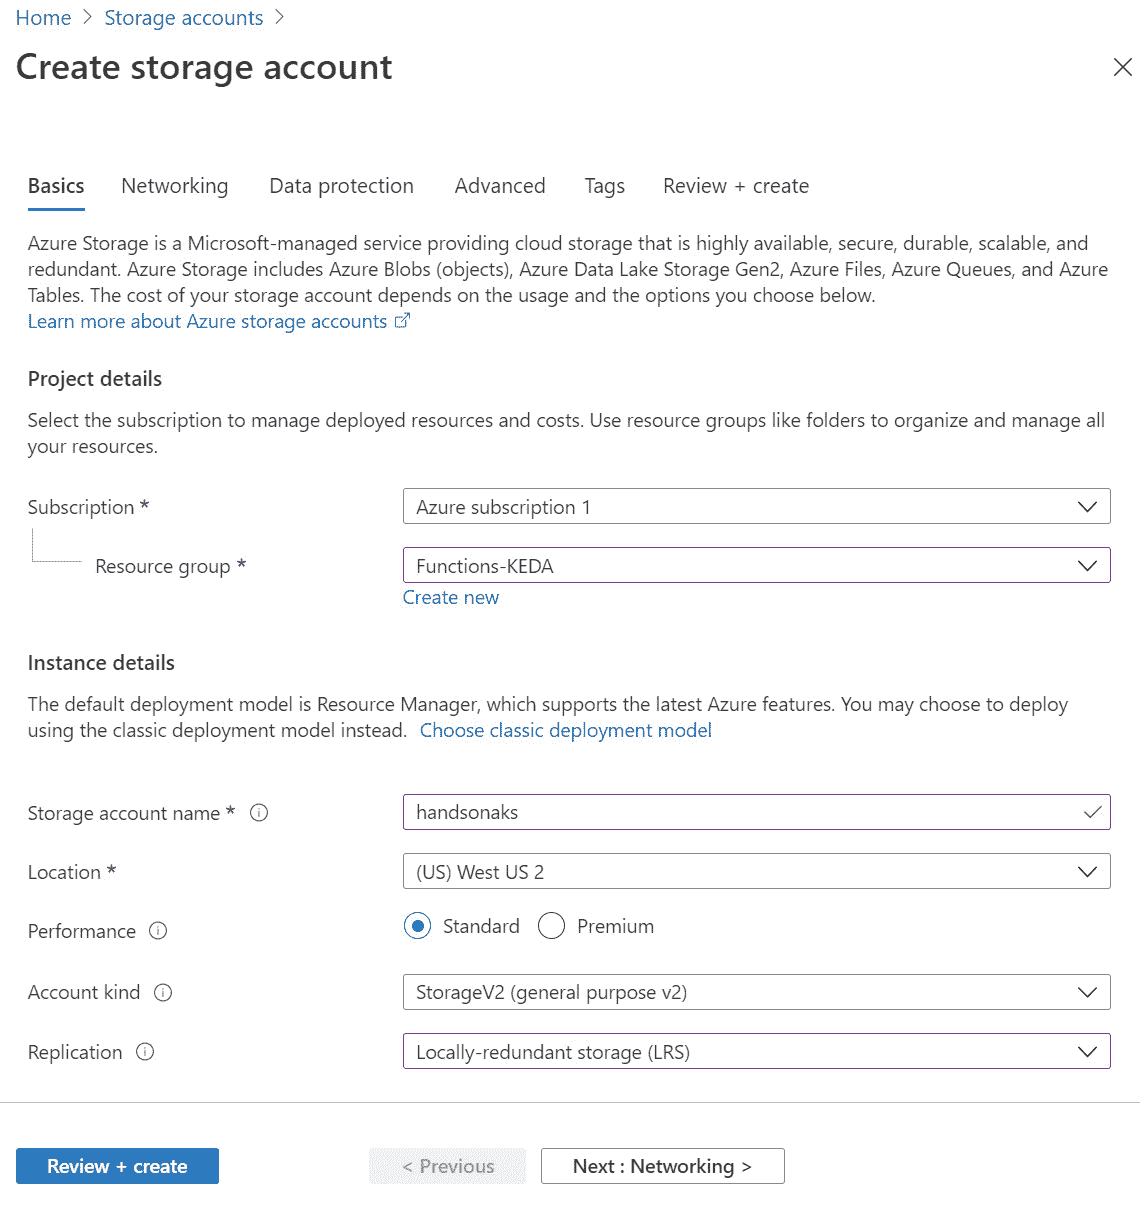 Home > Storage accounts >
Create storage account
Basics Networking Data protection Advanced Tags Review + create
Azure Storage is a Microsoft-managed service providing cloud storage that is highly available, secure, durable, scalable, and
redundant. Azure Storage includes Azure Blobs (objects), Azure Data Lake Storage Gen2, Azure Files, Azure Queues, and Azure
Tables. The cost of your storage account depends on the usage and the options you choose below.
Learn more about Azure storage accounts
Project details
Select the subscription to manage deployed resources and costs. Use resource groups like folders to organize and manage all
your resources.
Subscription * Azure subscription 1
Resource group * Functions-KEDA
Create new
Instance details
The default deployment model is Resource Manager, which supports the latest Azure features. You may choose to deploy
using the classic deployment model instead. Choose classic deployment model
Storage account name * handsonaks
Location * (US) West US 2
Performance Standard Premium
Account kind StorageV2 (general purpose v2)
Replication Locally-redundant storage (LRS)
Review + create < Previous Next : Networking >